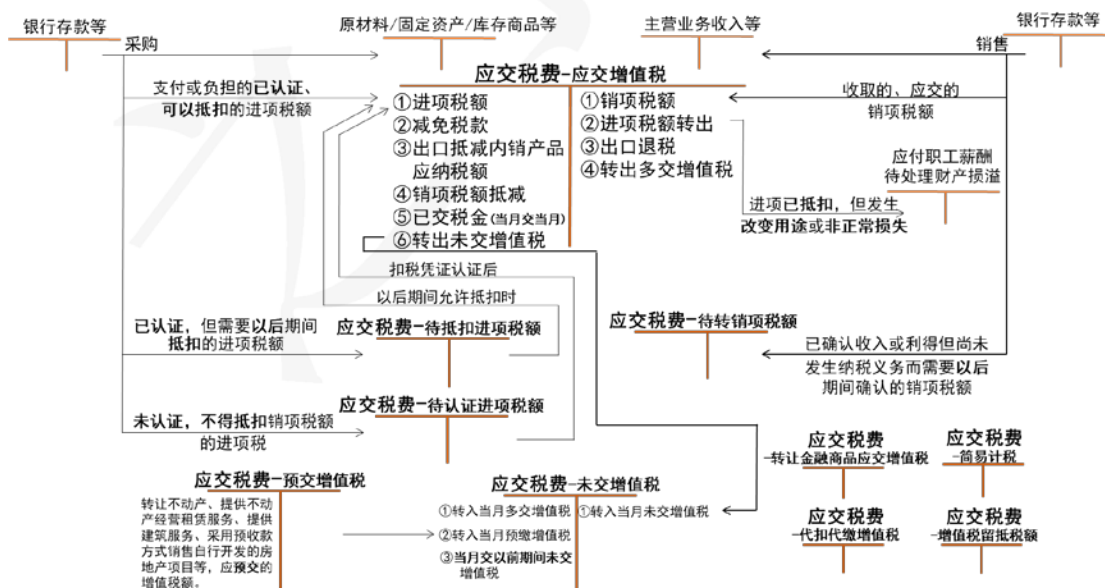 银行存款等
原材料/固定资产/库存商品等
主营业务收入等
银行存款等
采购
销售
应交税费-应交增值税
支付或负担的已认证、
可以抵扣的进项税额
①进项税额
②减免税款
③出口抵减内销产品
应纳税额
④销项税额抵减
⑤已交税金(当月交当月)
⑥转出未交增值税
①销项税额
②进项税额转出
③出口退税
④转出多交增值税
收取的、应交的
销项税额
应付职工薪酬
待处理财产损溢
进项已抵扣，但发生
改变用途或非正常损失
扣税凭证认证后
以后期间允许抵扣时
已认证，但需要以后期间
抵扣的进项税额
应交税费-待抵扣进项税额
应交税费-待转销项税额
已确认收入或利得但尚未
发生纳税义务而需要以后
期间确认的销项税额
未认证，不得抵扣销项税额
的进项税
应交税费-待认证进项税额
应交税费
-转让金融商品应交增值税
应交税费
-简易计税
应交税费-预交增值税
转让不动产、提供不动
产经营租赁服务、提供
建筑服务、采用预收款
方式销售自行开发的房
地产项目等，应预交的
增值税额。
应交税费-未交增值税
①转入当月多交增值税
②转入当月预缴增值税
③当月交以前期间未交
增值税
①转入当月未交增值税
应交税费
-代扣代缴增值税
应交税费
-增值税留抵税额